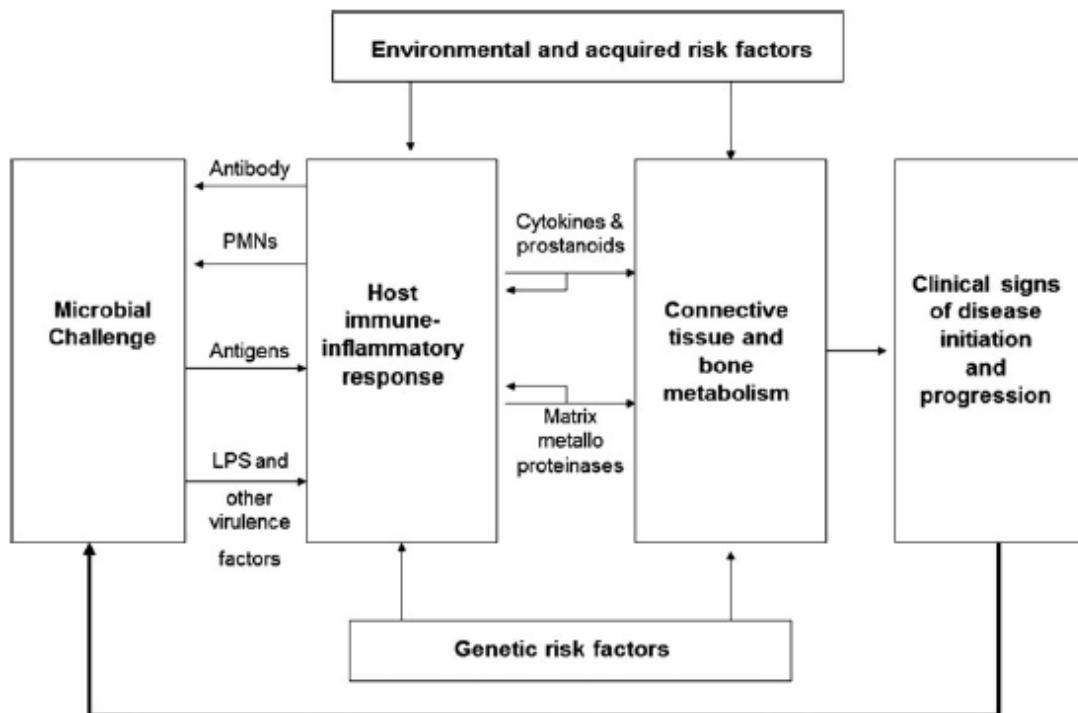 Environmental and acquired risk factors
Microbial
Challenge
Antibody
PMNs
Antigens
LPS and
other
virulence
factors
Host
immune-
inflammatory
response
Cytokines &
prostanoids
Matrix
metallo
proteinases
Connective
tissue and
bone
metabolism
Clinical signs
of disease
initiation
and
progression
Genetic risk factors